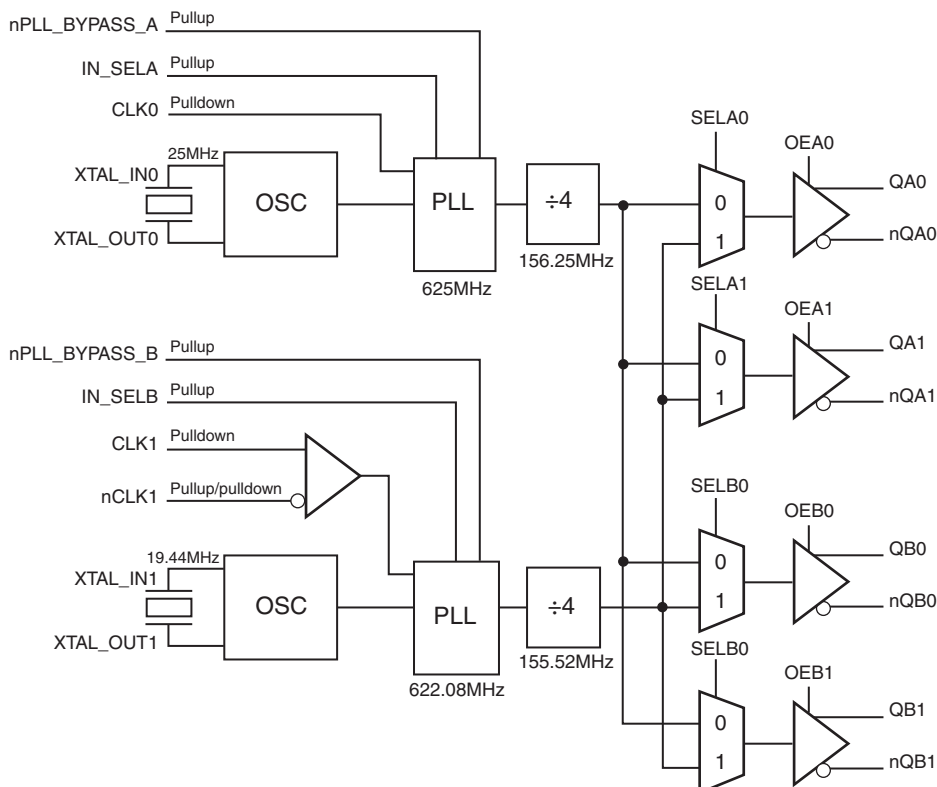 nPLL_BYPASS_A Pullup
IN_SELA Pullup
CLK0 Pulldown
XTAL_IN0
25MHz
XTAL_OUT0
OSC
PLL
625MHz
÷4
156.25MHz
SELA0
0
1
OEA0
QA0
nQA0
SELA1
0
1
OEA1
QA1
nQA1
nPLL_BYPASS_B Pullup
IN_SELB Pullup
CLK1 Pulldown
nCLK1 Pullup/pulldown
XTAL_IN1
19.44MHz
XTAL_OUT1
OSC
PLL
622.08MHz
÷4
155.52MHz
SELB0
0
1
OEB0
QB0
nQB0
SELB0
0
1
OEB1
QB1
nQB1